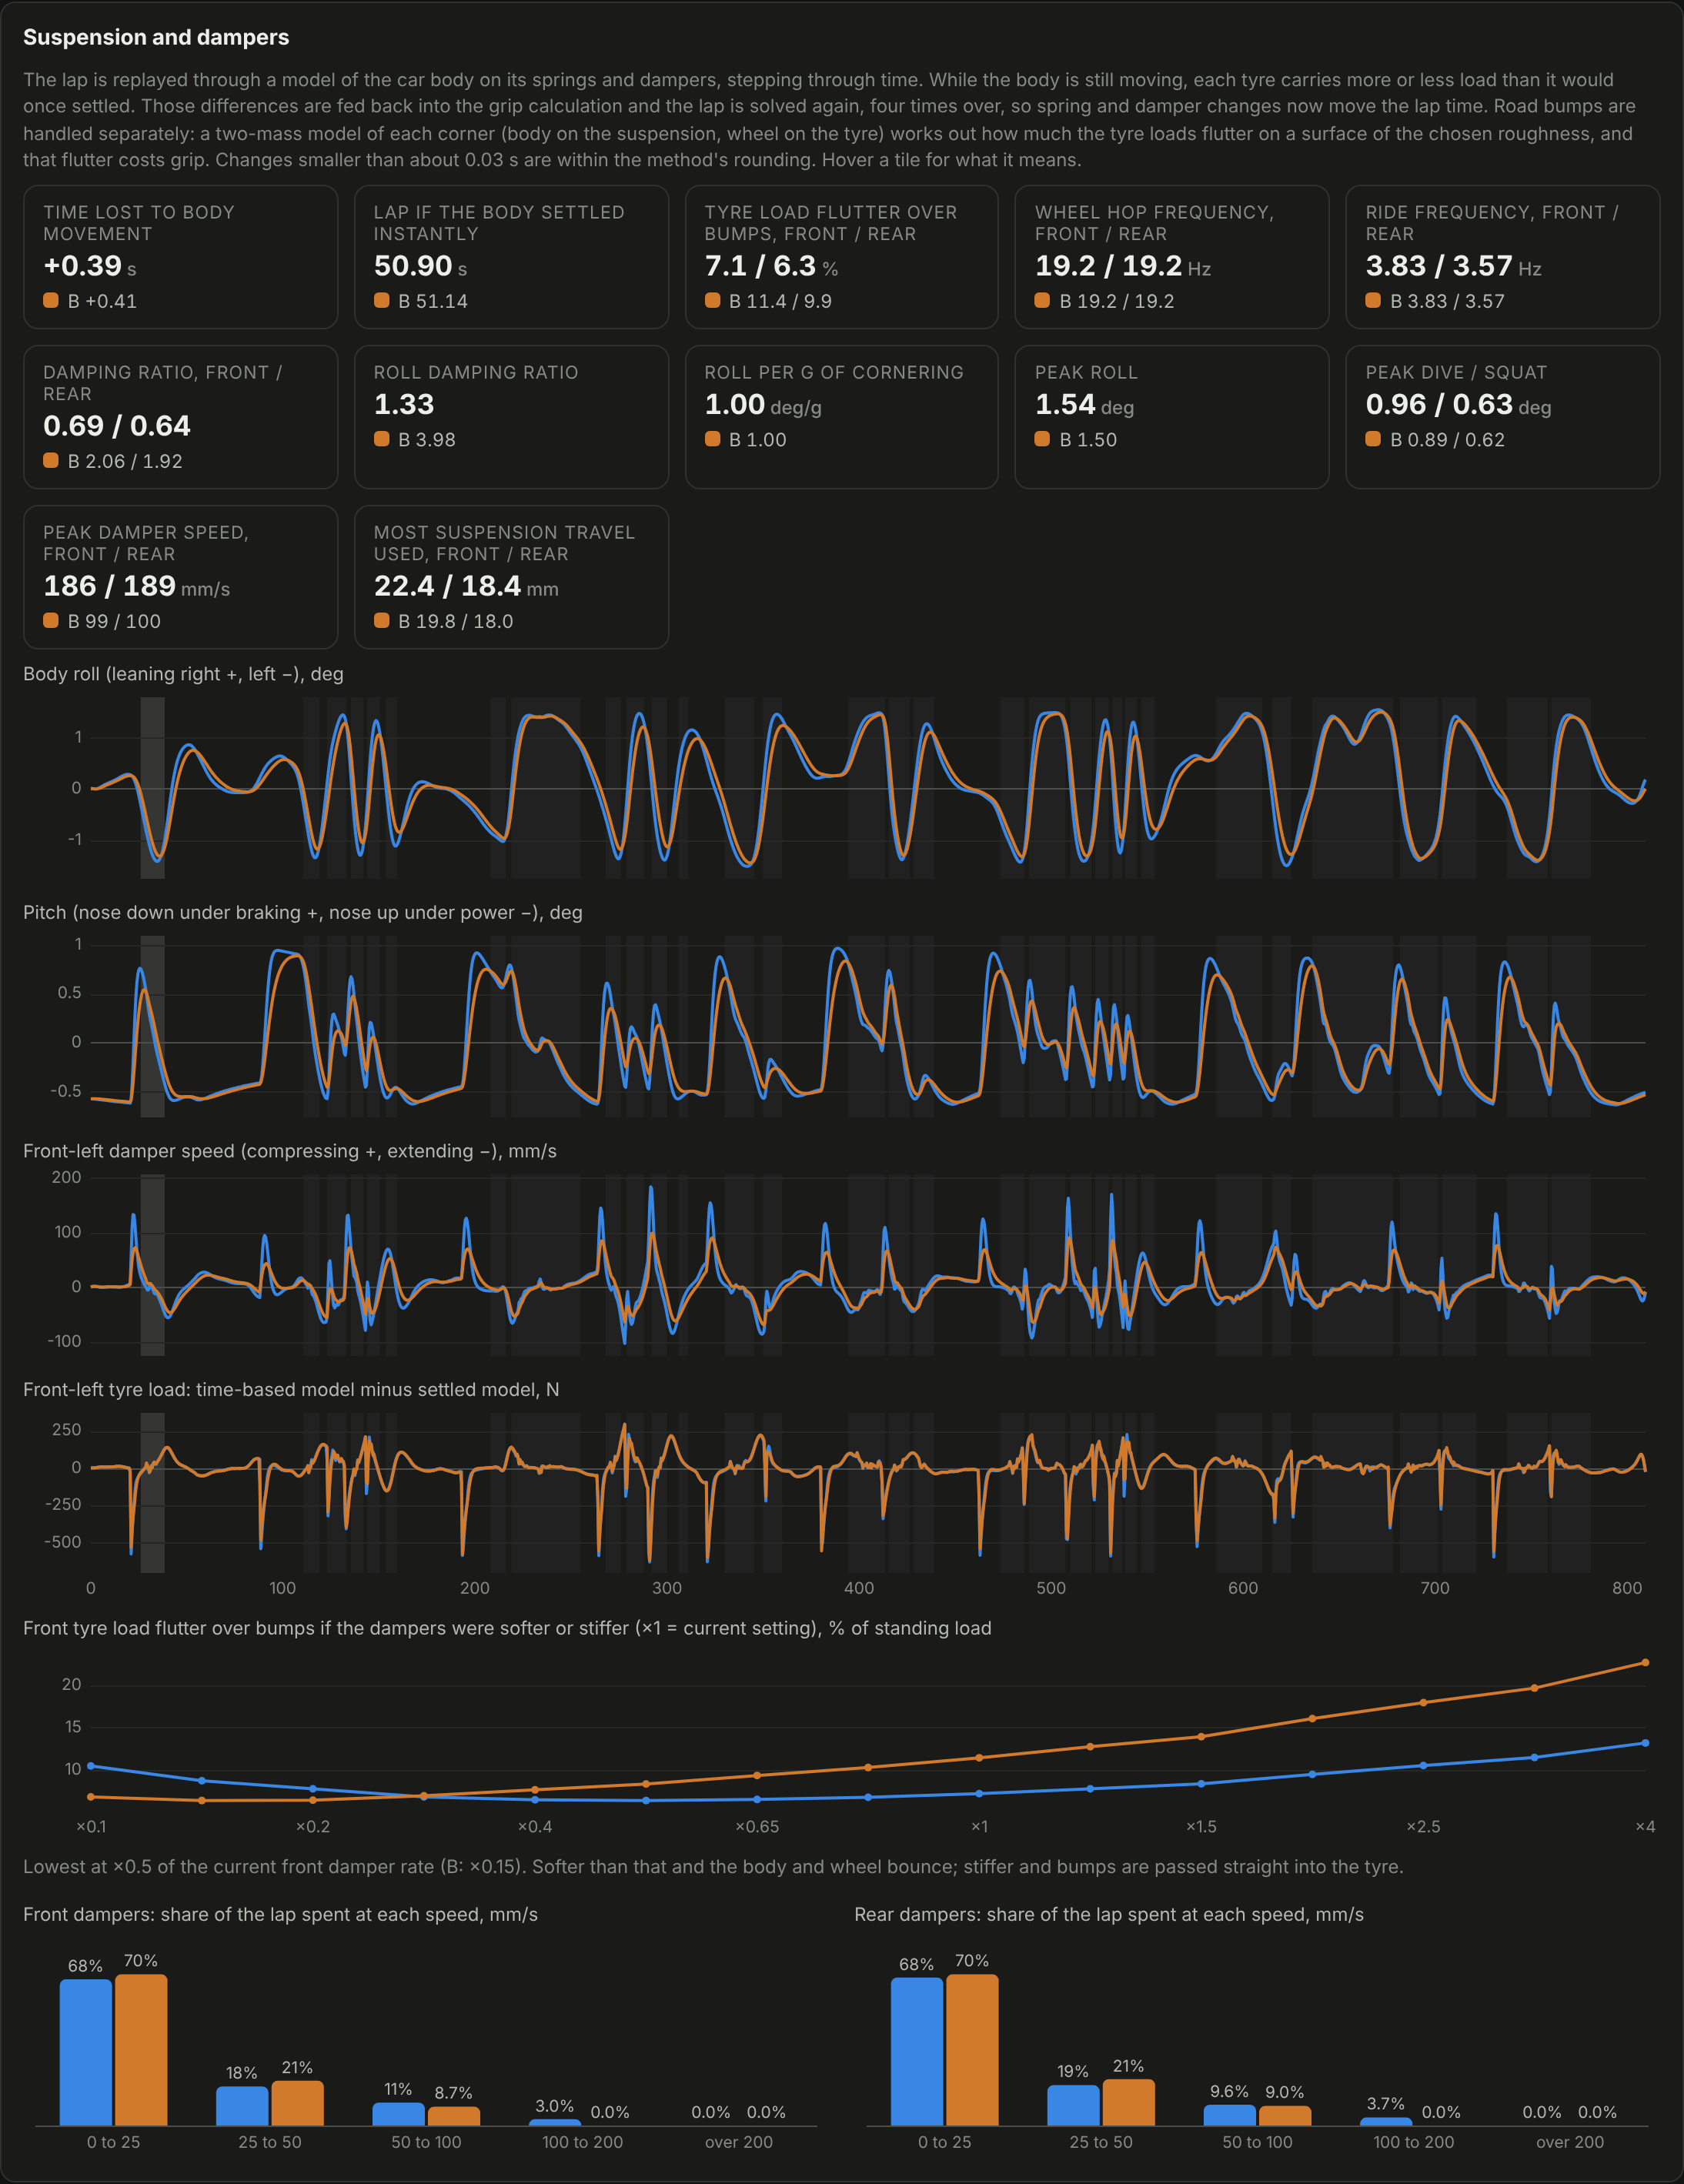 Suspension and dampers
The lap is replayed through a model of the car body on its springs and dampers, stepping through time. While the body is still moving, each tyre carries more or less load than it would
once settled. Those differences are fed back into the grip calculation and the lap is solved again, four times over, so spring and damper changes now move the lap time. Road bumps are
handled separately: a two-mass model of each corner (body on the suspension, wheel on the tyre) works out how much the tyre loads flutter on a surface of the chosen roughness, and
that flutter costs grip. Changes smaller than about 0.03 s are within the method's rounding. Hover a tile for what it means.
TIME LOST TO BODY
MOVEMENT
+0.39 s
B +0.41
LAP IF THE BODY SETTLED
INSTANTLY
50.90 s
B 51.14
TYRE LOAD FLUTTER OVER
BUMPS, FRONT / REAR
7.1 / 6.3 %
B 11.4 / 9.9
WHEEL HOP FREQUENCY,
FRONT / REAR
19.2 / 19.2 Hz
B 19.2 / 19.2
RIDE FREQUENCY, FRONT /
REAR
3.83 / 3.57 Hz
B 3.83 / 3.57
DAMPING RATIO, FRONT /
REAR
0.69 / 0.64
B 2.06 / 1.92
ROLL DAMPING RATIO
1.33
B 3.98
ROLL PER G OF CORNERING
1.00 deg/g
B 1.00
PEAK ROLL
1.54 deg
B 1.50
PEAK DIVE / SQUAT
0.96 / 0.63 deg
B 0.89 / 0.62
PEAK DAMPER SPEED,
FRONT / REAR
186 / 189 mm/s
B 99 / 100
MOST SUSPENSION TRAVEL
USED, FRONT / REAR
22.4 / 18.4 mm
B 19.8 / 18.0
Body roll (leaning right +, left −), deg
1
0
-1
Pitch (nose down under braking +, nose up under power −), deg
1
0.5
0
-0.5
Front-left damper speed (compressing +, extending −), mm/s
200
100
0
-100
Front-left tyre load: time-based model minus settled model, N
250
0
-250
-500
0 100 200 300 400 500 600 700 800
Front tyre load flutter over bumps if the dampers were softer or stiffer (×1 = current setting), % of standing load
20
15
10
×0.1 ×0.2 ×0.4 ×0.65 ×1 ×1.5 ×2.5 ×4
Lowest at ×0.5 of the current front damper rate (B: ×0.15). Softer than that and the body and wheel bounce; stiffer and bumps are passed straight into the tyre.
Front dampers: share of the lap spent at each speed, mm/s
68% 70% 18% 21% 11% 8.7% 3.0% 0.0% 0.0% 0.0%
0 to 25 25 to 50 50 to 100 100 to 200 over 200
Rear dampers: share of the lap spent at each speed, mm/s
68% 70% 19% 21% 9.6% 9.0% 3.7% 0.0% 0.0% 0.0%
0 to 25 25 to 50 50 to 100 100 to 200 over 200